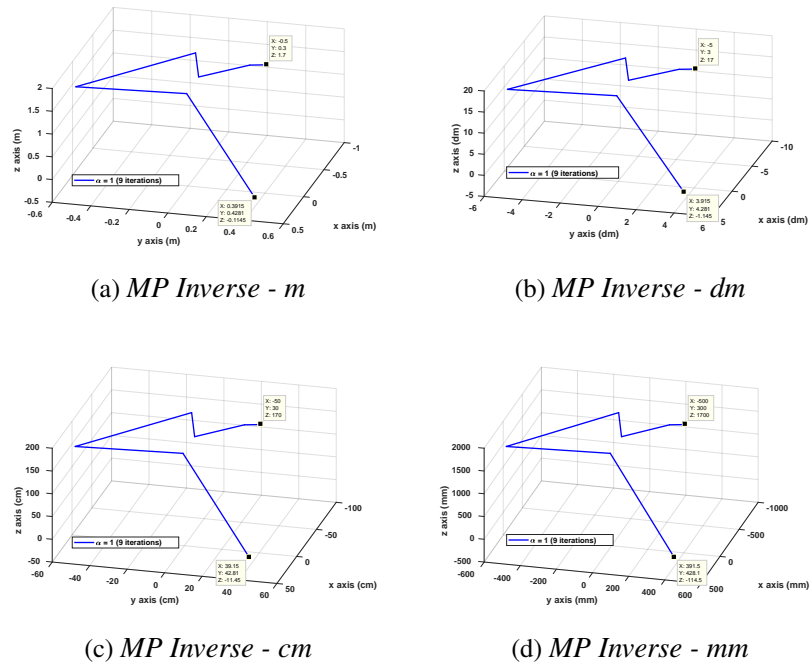 X: -0.5
Y: 0.3
Z: 1.7
2
1.5
1
0.5
0
-0.5
z axis (m)
α = 1 (9 iterations)
X: 0.3915
Y: 0.4281
Z: -0.1145
-0.6
-0.4
-0.2
0
0.2
0.4
0.6
y axis (m)
-1
-0.5
0
0.5
x axis (m)
(a) MP Inverse - m
X: -5
Y: 3
Z: 17
20
15
10
5
0
-5
z axis (dm)
α = 1 (9 iterations)
X: 3.915
Y: 4.281
Z: -1.145
-6
-4
-2
0
2
4
6
y axis (dm)
-10
-5
0
5
x axis (dm)
(b) MP Inverse - dm
X: -50
Y: 30
Z: 170
200
150
100
50
0
-50
z axis (cm)
α = 1 (9 iterations)
X: 39.15
Y: 42.81
Z: -11.45
-60
-40
-20
0
20
40
60
y axis (cm)
-100
-50
0
50
x axis (cm)
(c) MP Inverse - cm
X: -500
Y: 300
Z: 1700
2000
1500
1000
500
0
-500
z axis (mm)
α = 1 (9 iterations)
X: 391.5
Y: 428.1
Z: -114.5
-600
-400
-200
0
200
400
600
y axis (mm)
-1000
-500
0
500
x axis (mm)
(d) MP Inverse - mm